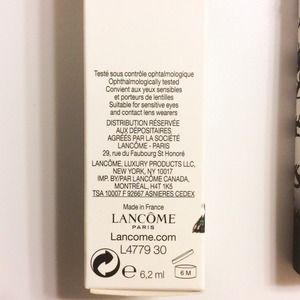 Testé sous contrôle ophtalmologique
Ophthalmologically tested
Convient aux yeux sensibles
et porteurs de lentilles
Suitable for sensitive eyes
and contact lens wearers
DISTRIBUTION RÉSERVÉE
AUX DÉPOSITAIRES
AGRÉES PAR LA SOCIÉTÉ
LANCÔME - PARIS
29, rue du Faubourg St Honoré
LANCÔME, LUXURY PRODUCTS LLC,
NEW YORK, NY 10017
IMP. BY/PAR LANCÔME CANADA,
MONTRÉAL, H4T 1K5
TSA 10007 F 92667 ASNIERES CEDEX
Made in France
LANCÔME
PARIS
Lancome.com
L4779 30
e 6,2 ml
6 M